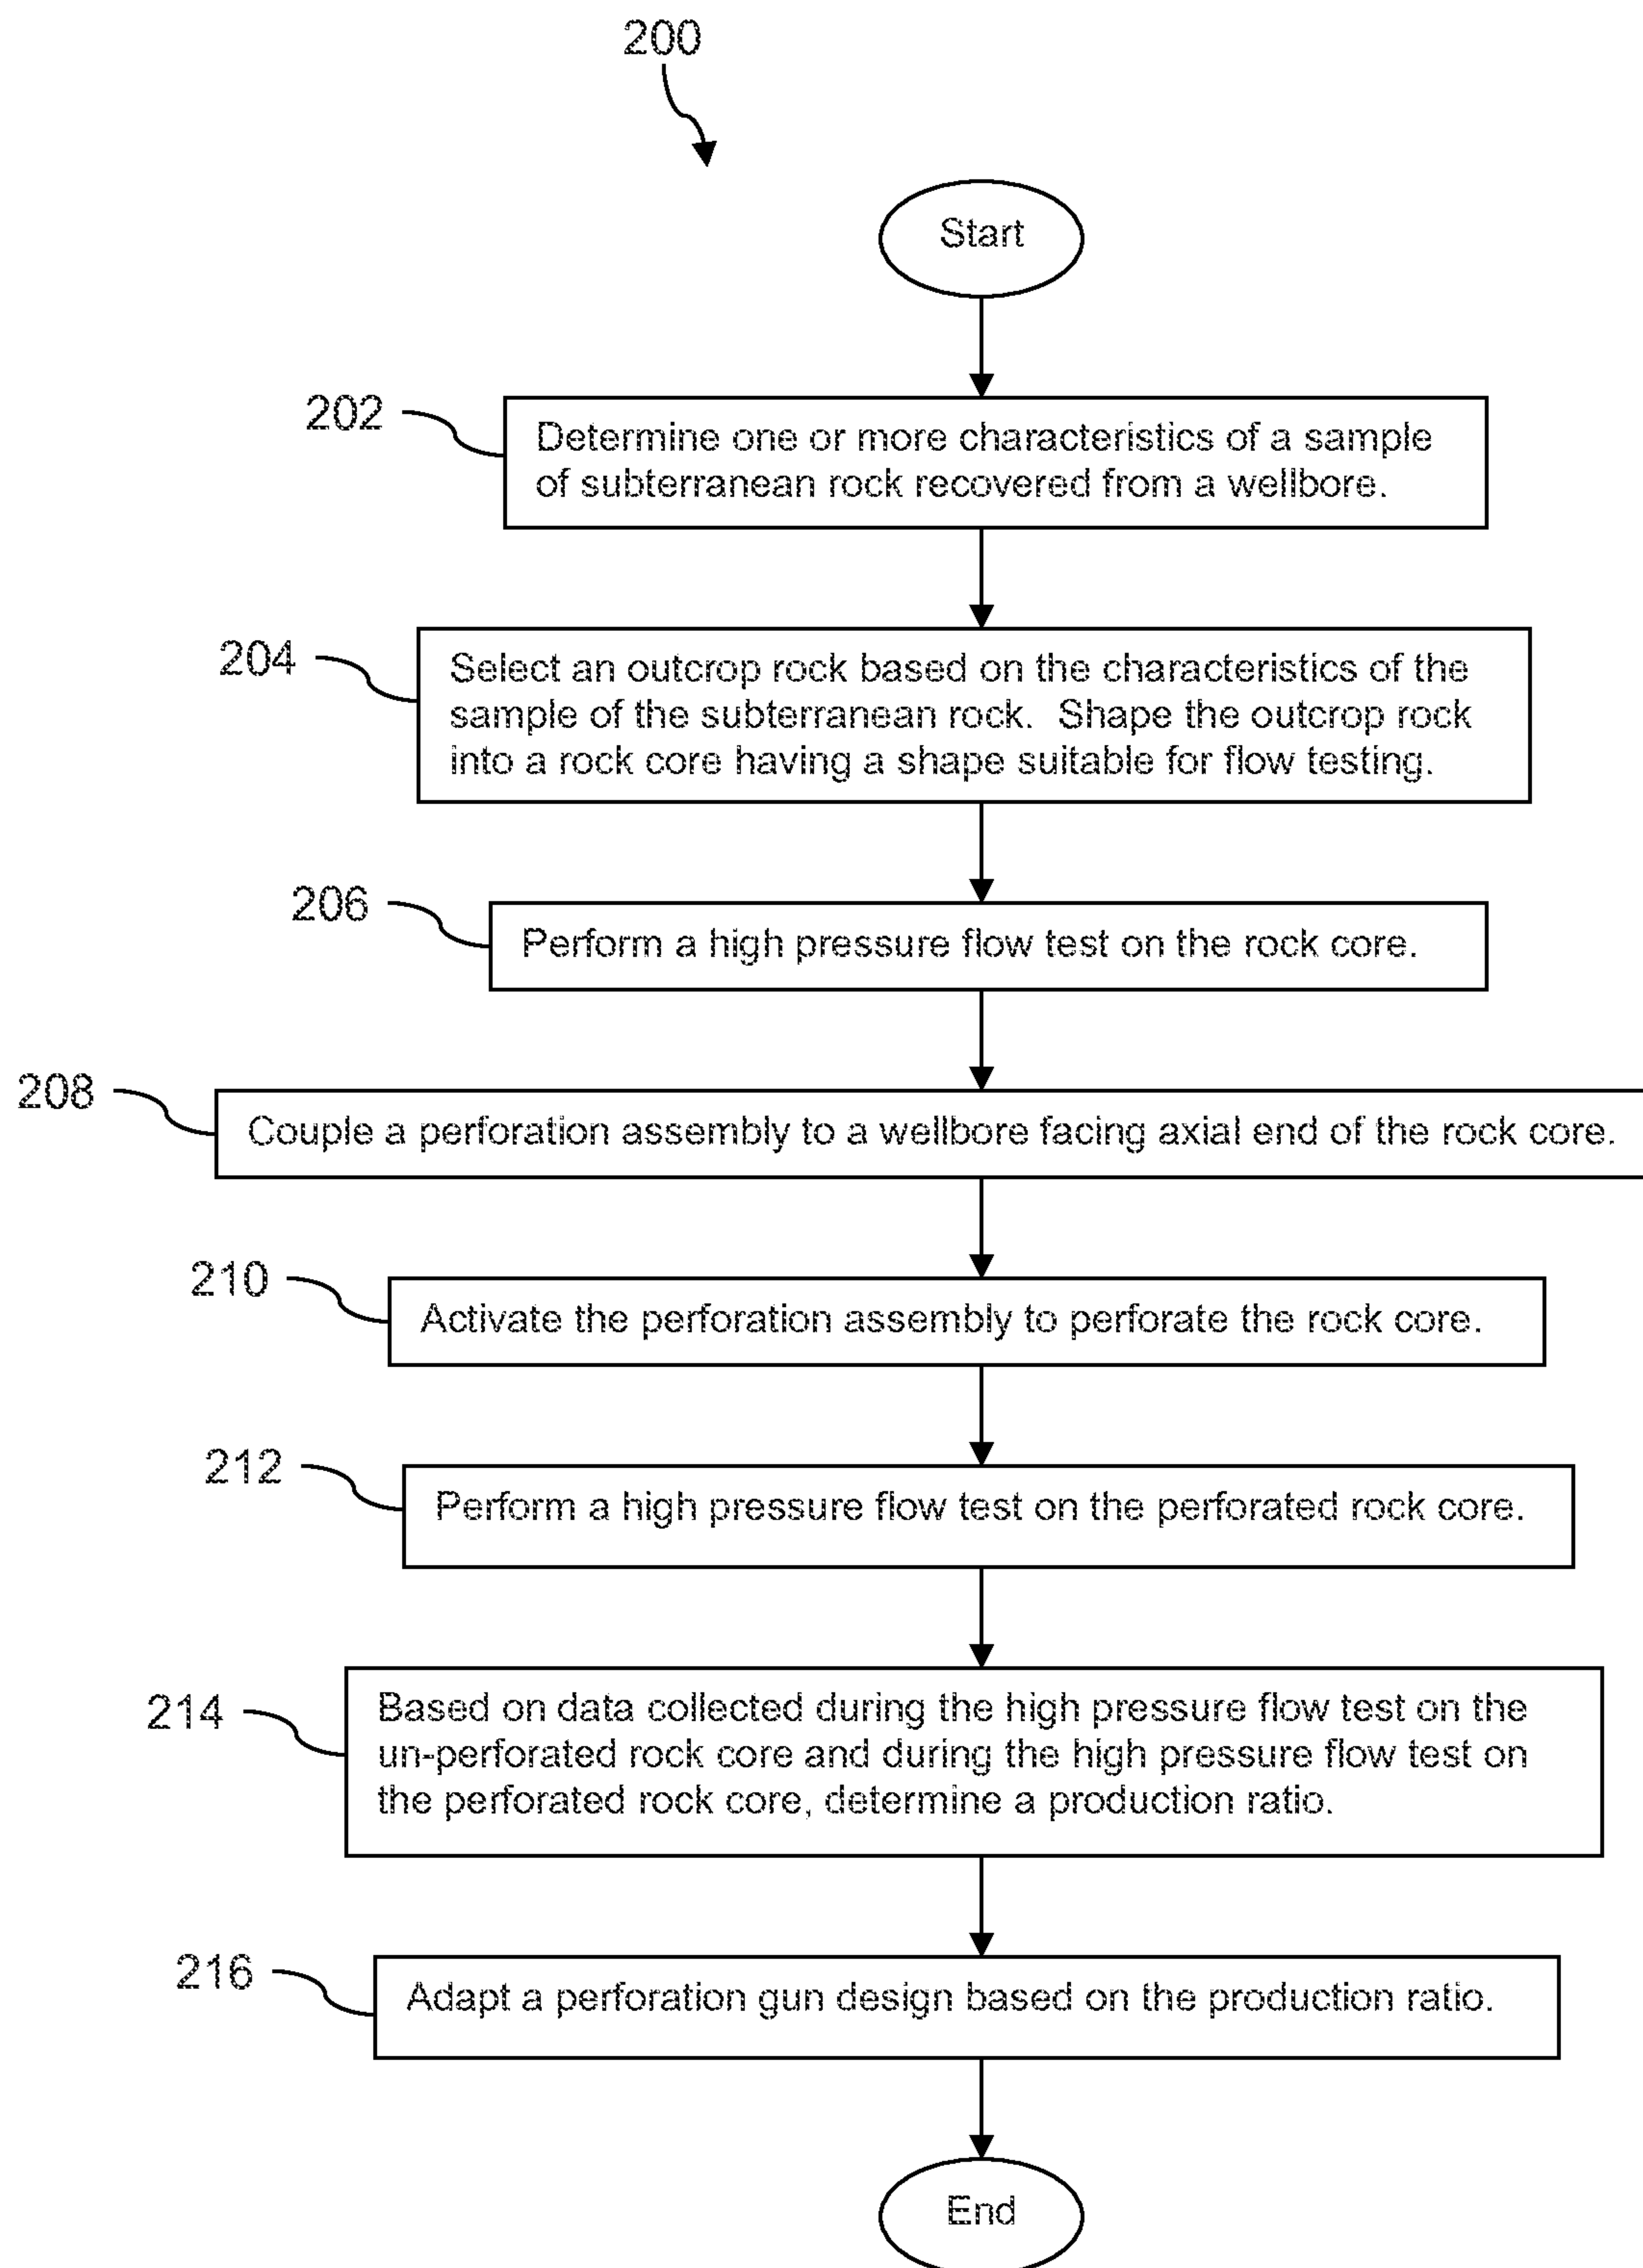 200
Start
202
Determine one or more characteristics of a sample
of subterranean rock recovered from a wellbore.
204
Select an outcrop rock based on the characteristics of the
sample of the subterranean rock.  Shape the outcrop rock
into a rock core having a shape suitable for flow testing.
206
Perform a high pressure flow test on the rock core.
208
Couple a perforation assembly to a wellbore facing axial end of the rock core.
210
Activate the perforation assembly to perforate the rock core.
212
Perform a high pressure flow test on the perforated rock core.
214
Based on data collected during the high pressure flow test on the
un-perforated rock core and during the high pressure flow test on
the perforated rock core, determine a production ratio.
216
Adapt a perforation gun design based on the production ratio.
End